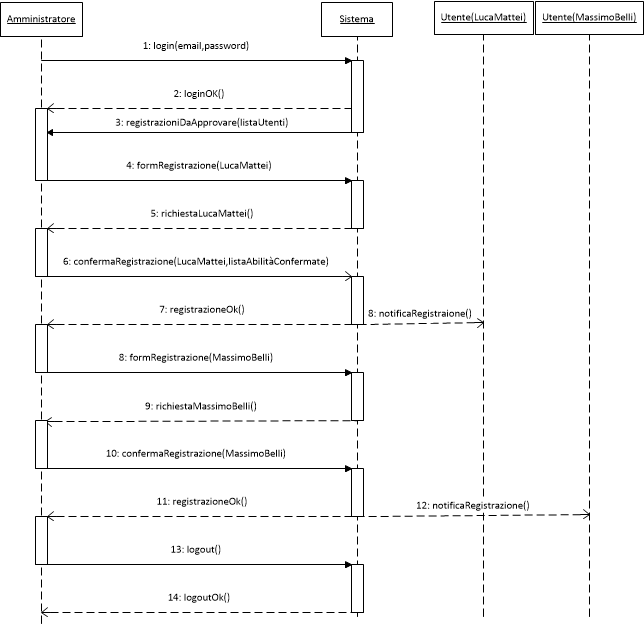 Amministratore
Sistema
Utente(LucaMattei)
Utente(MassimoBelli)
1: login(email,password)
2: loginOK()
3: registrazioniDaApprovare(listaUtenti)
4: formRegistrazione(LucaMattei)
5: richiestaLucaMattei()
6: confermaRegistrazione(LucaMattei,listaAbilitàConfermate)
7: registrazioneOk()
8: notificaRegistraione()
8: formRegistrazione(MassimoBelli)
9: richiestaMassimoBelli()
10: confermaRegistrazione(MassimoBelli)
11: registrazioneOk()
12: notificaRegistrazione()
13: logout()
14: logoutOk()